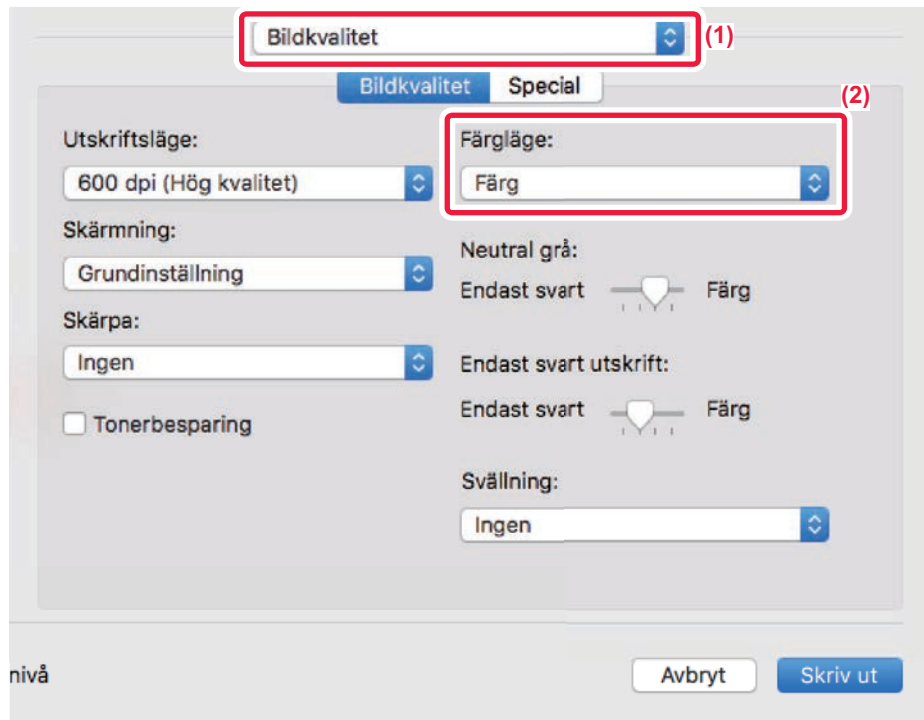 Bildkvalitet
(1)
Bildkvalitet Special
(2)
Utskriftsläge:
600 dpi (Hög kvalitet)
Skärmning:
Grundinställning
Skärpa:
Ingen
Tonerbesparing
Färgläge:
Färg
Neutral grå:
Endast svart Färg
Endast svart utskrift:
Endast svart Färg
Svällning:
Ingen
nivå
Avbryt Skriv ut